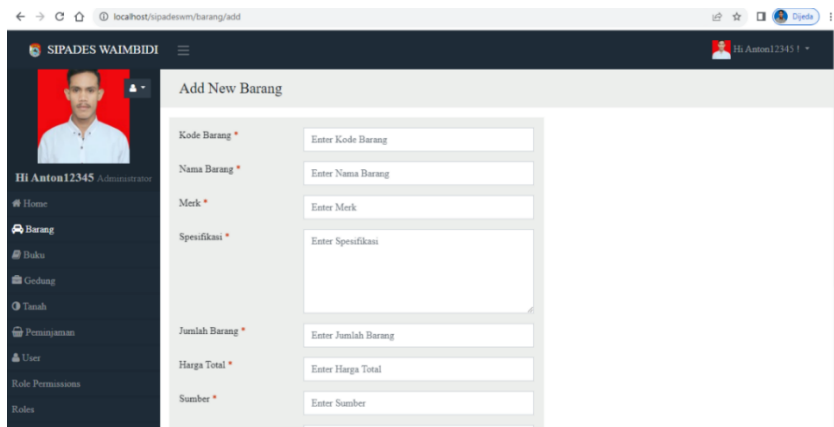 localhost/sipadeswm/barang/add
Dijeda
SIPADES WAIMBIDI
Hi Anton12345 !
Add New Barang
Hi Anton12345 Administrator
Home
Barang
Buku
Gedung
Tanah
Peminjaman
User
Role Permissions
Roles
Kode Barang *
Enter Kode Barang
Nama Barang *
Enter Nama Barang
Merk *
Enter Merk
Spesifikasi *
Enter Spesifikasi
Jumlah Barang *
Enter Jumlah Barang
Harga Total *
Enter Harga Total
Sumber *
Enter Sumber